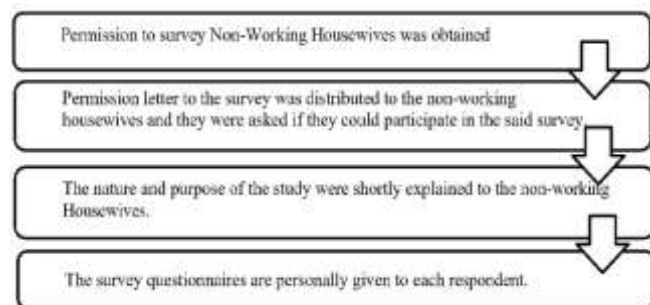 Permission to survey Non-Working Housewives was obtained
Permission letter to the survey was distributed to the non-working
housewives and they were asked if they could participate in the said survey
The nature and purpose of the study were shortly explained to the non-working
Housewives.
The survey questionnaires are personally given to each respondent.